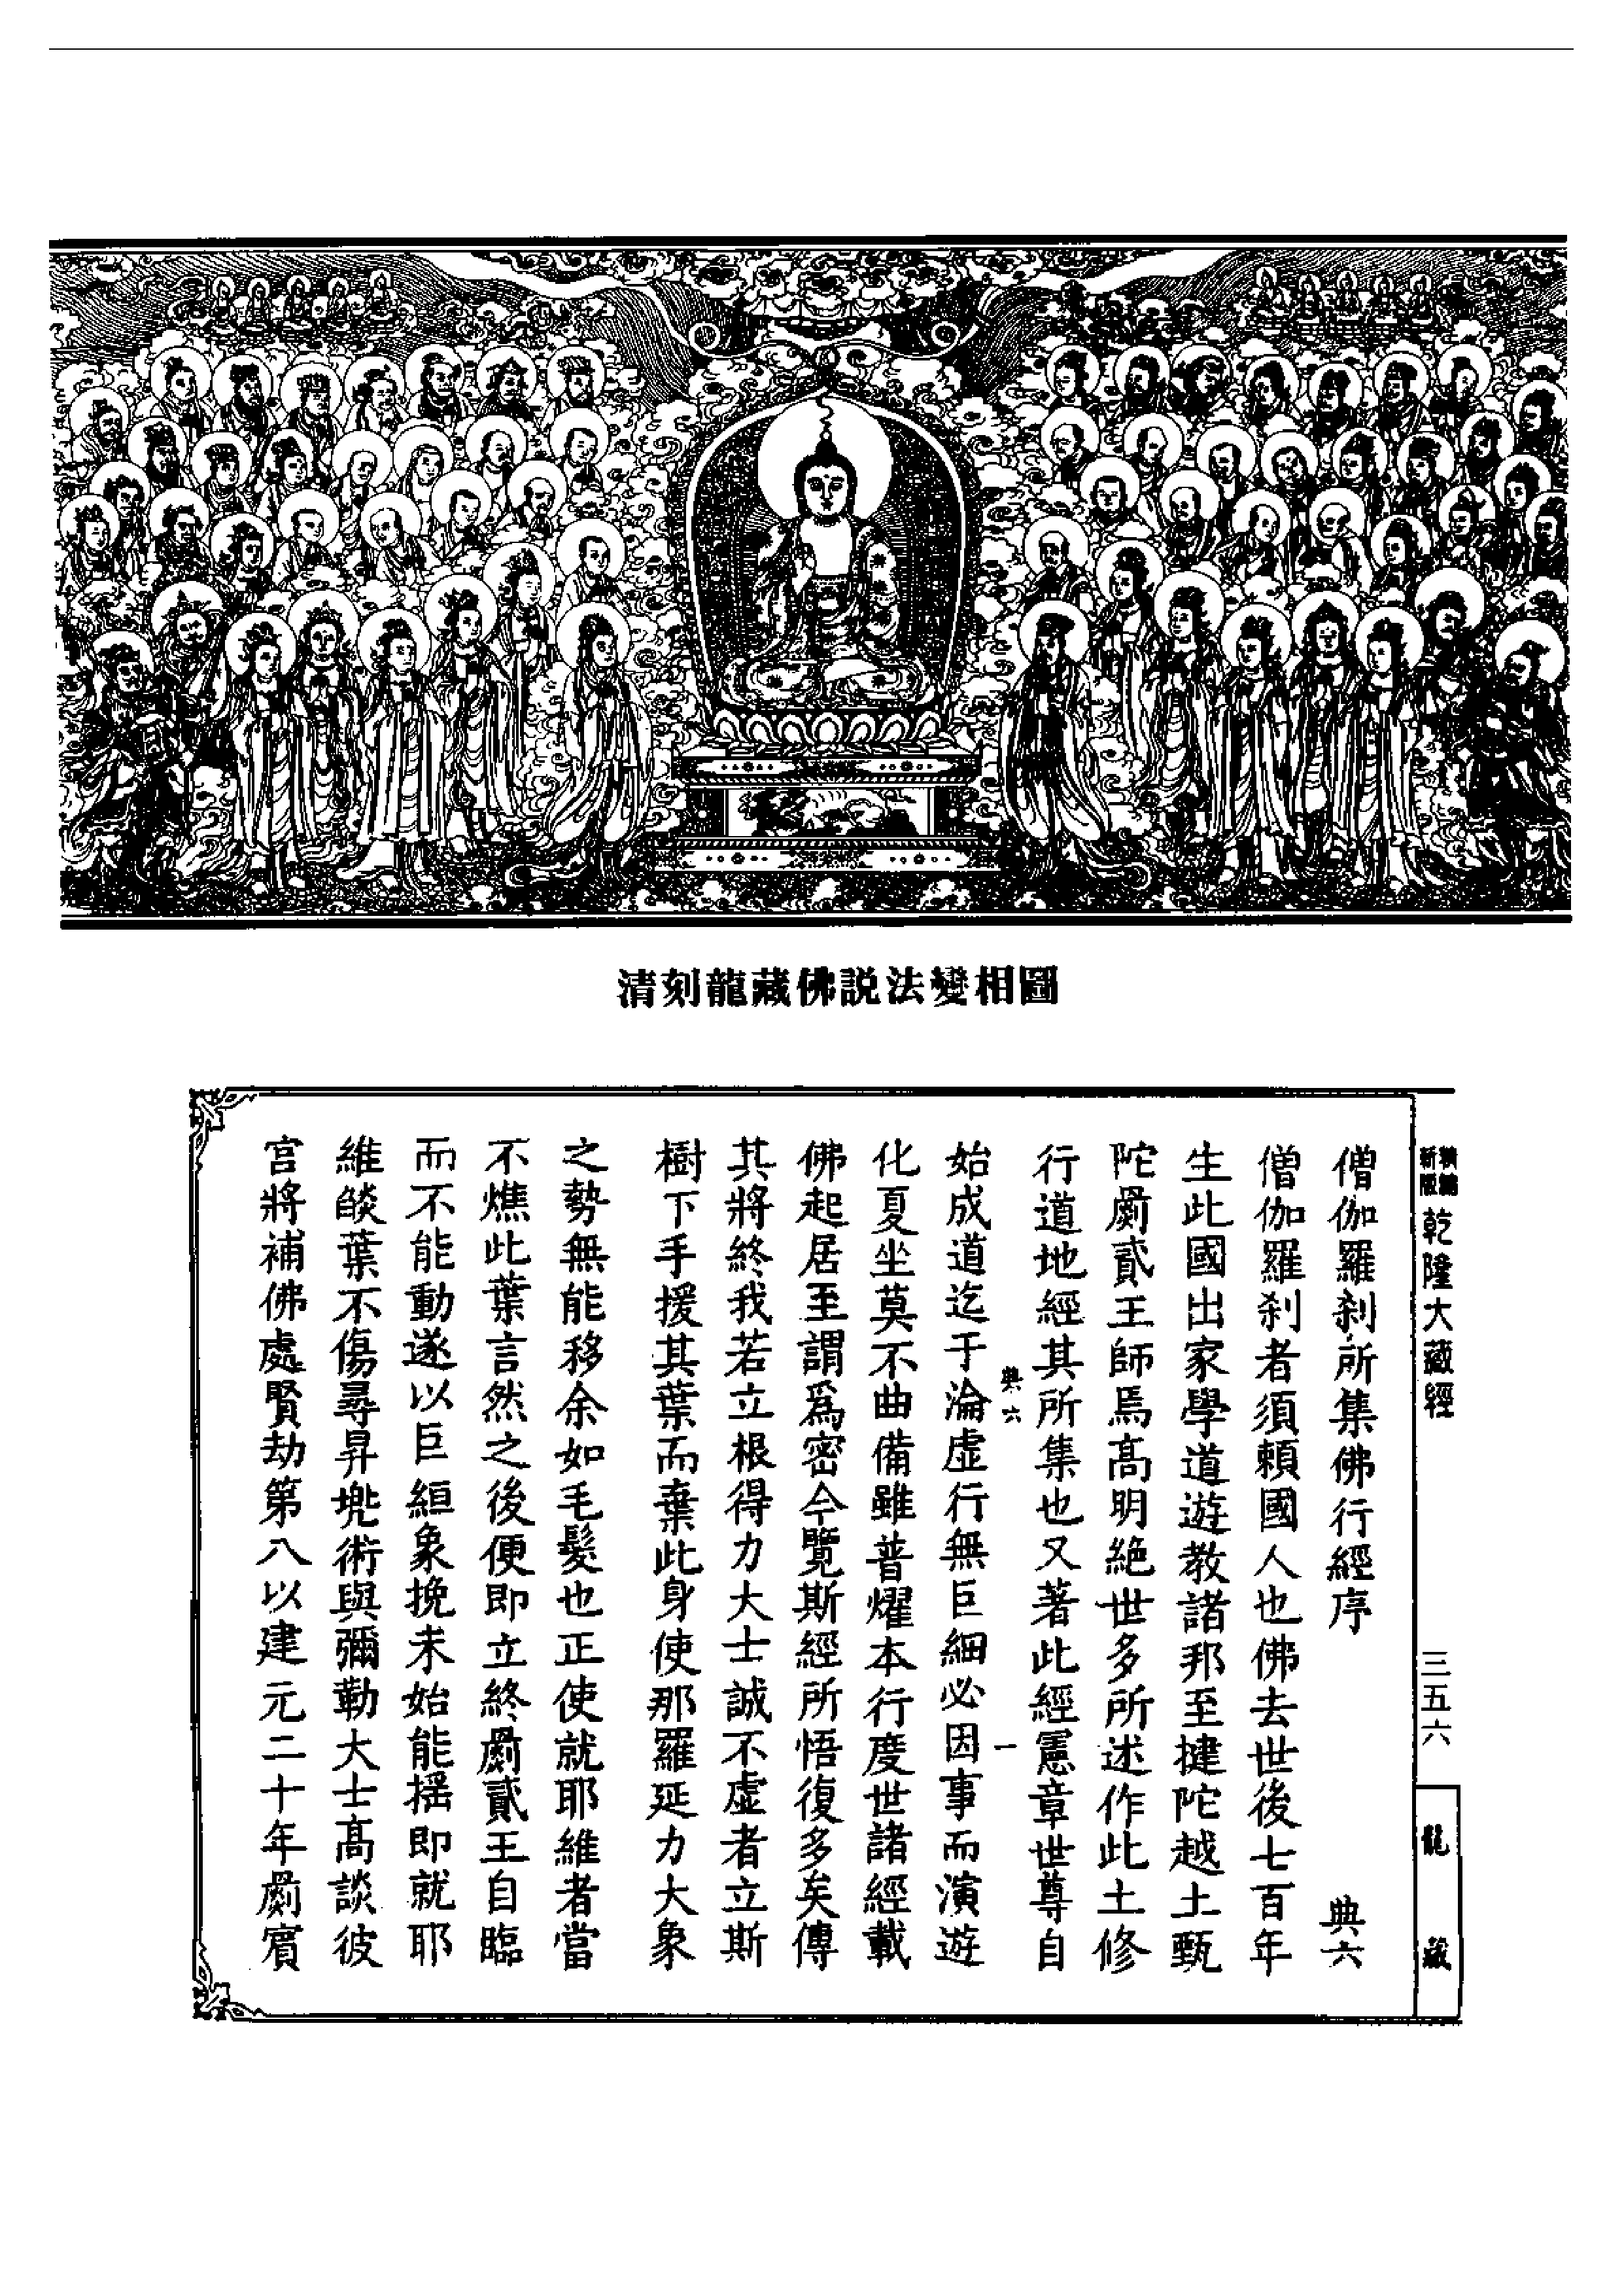 清刻龍藏佛説法變相圖
新版
精縮
乾隆大藏經
三五六
龍藏
僧伽羅刹所集佛行經序
典六
僧伽羅刹者須頼國人也佛去世後七百年
生此國出家學道遊教諸邦至揵陀越土甄
陀罽貳王師焉髙明絶世多所述作此土修
行道地經其所集也又著此經憲章世尊自
典六
一
始成道迄于淪虚行無巨細必因事而演遊
化夏坐莫不曲備雖普耀本行度世諸經載
佛起居至謂爲密今覽斯經所悟復多矣傳
其將終我若立根得力大士誠不虚者立斯
樹下手援其葉而棄此身使那羅延力大象
之勢無能移余如毛髮也正使就耶維者當
不燋此葉言然之後便即立終罽貳王自臨
而不能動遂以巨絙象挽未始能揺即就耶
維燄葉不傷尋昇兠術與彌勒大士髙談彼
宫將補佛處賢劫第八以建元二十年罽賓